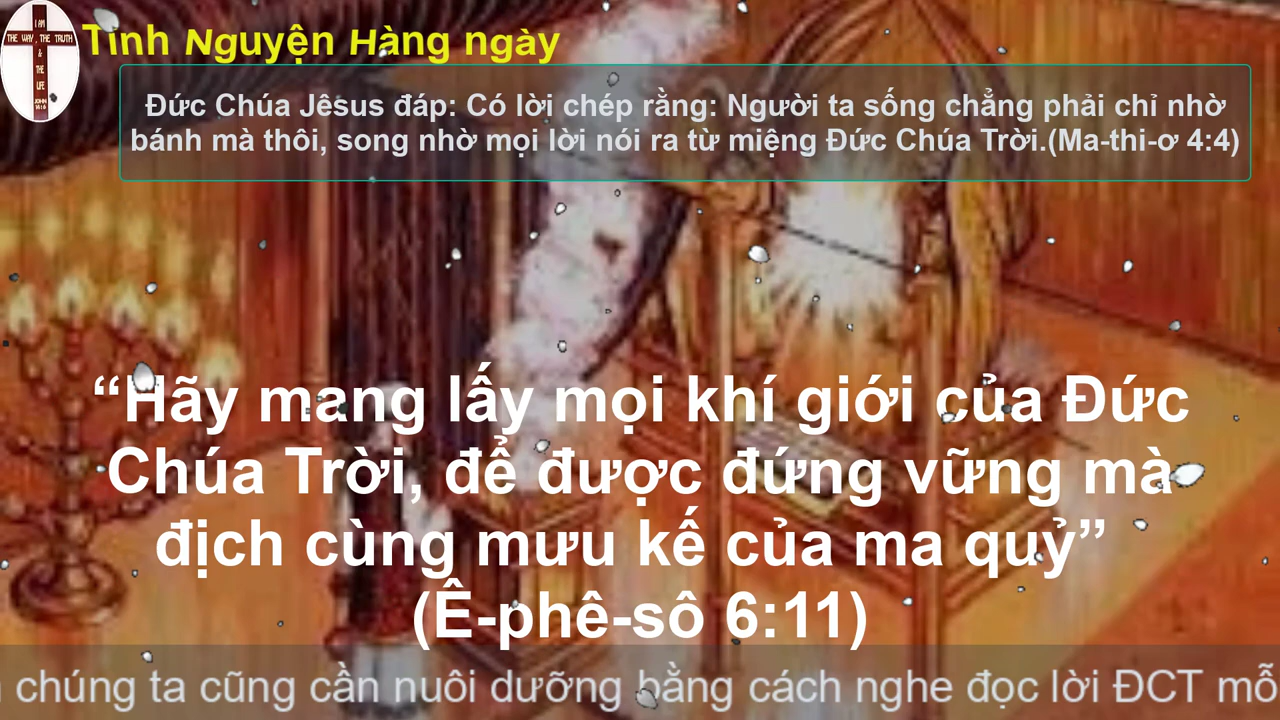 I AM
THE WAY, THE TRUTH
&
THE
LIFE
JOHN
14:6
Tĩnh Nguyện Hàng ngày
Đức Chúa Jêsus đáp: Có lời chép rằng: Người ta sống chẳng phải chỉ nhờ
bánh mà thôi, song nhờ mọi lời nói ra từ miệng Đức Chúa Trời.(Ma-thi-ơ 4:4)
“Hãy mang lấy mọi khí giới của Đức
Chúa Trời, để được đứng vững mà
địch cùng mưu kế của ma quỷ”
(Ê-phê-sô 6:11)
chúng ta cũng cần nuôi dưỡng bằng cách nghe đọc lời ĐCT mỗ